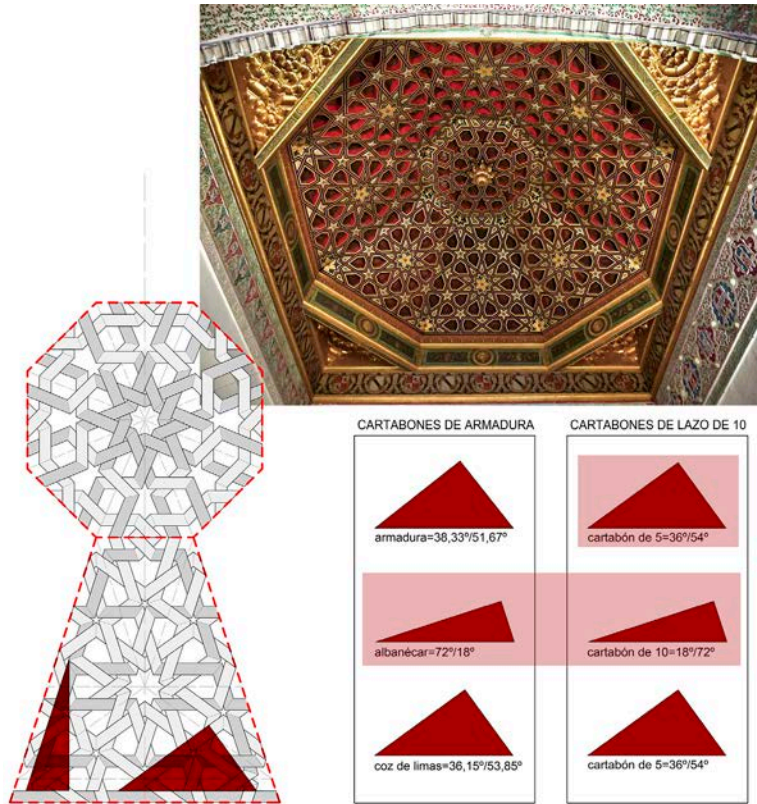 CARTABONES DE ARMADURA
armadura=38,33º/51,67º
albanécar=72º/18º
coz de limas=36,15º/53,85º
CARTABONES DE LAZO DE 10
cartabón de 5=36º/54º
cartabón de 10=18º/72º
cartabón de 5=36º/54º